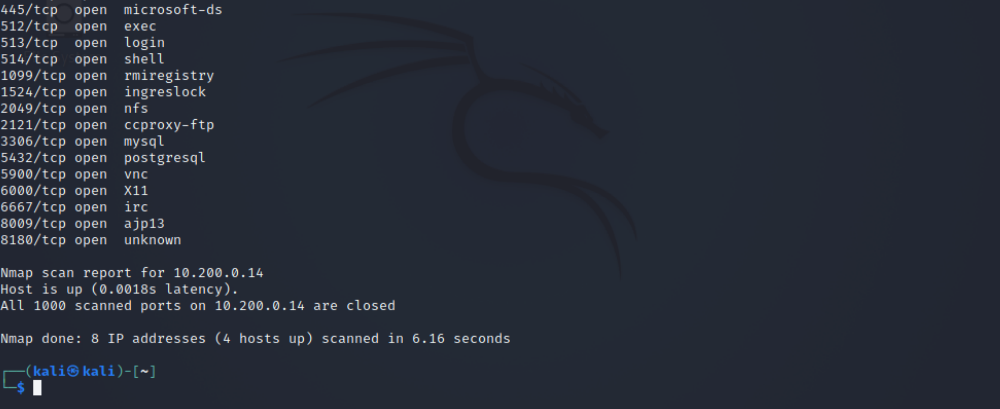 445/tcp  open  microsoft-ds
512/tcp  open  exec
513/tcp  open  login
514/tcp  open  shell
1099/tcp open  rmiregistry
1524/tcp open  ingreslock
2049/tcp open  nfs
2121/tcp open  ccproxy-ftp
3306/tcp open  mysql
5432/tcp open  postgresql
5900/tcp open  vnc
6000/tcp open  X11
6667/tcp open  irc
8009/tcp open  ajp13
8180/tcp open  unknown
Nmap scan report for 10.200.0.14
Host is up (0.0018s latency).
All 1000 scanned ports on 10.200.0.14 are closed
Nmap done: 8 IP addresses (4 hosts up) scanned in 6.16 seconds
┌──(kali㉿kali)-[~]
└─$